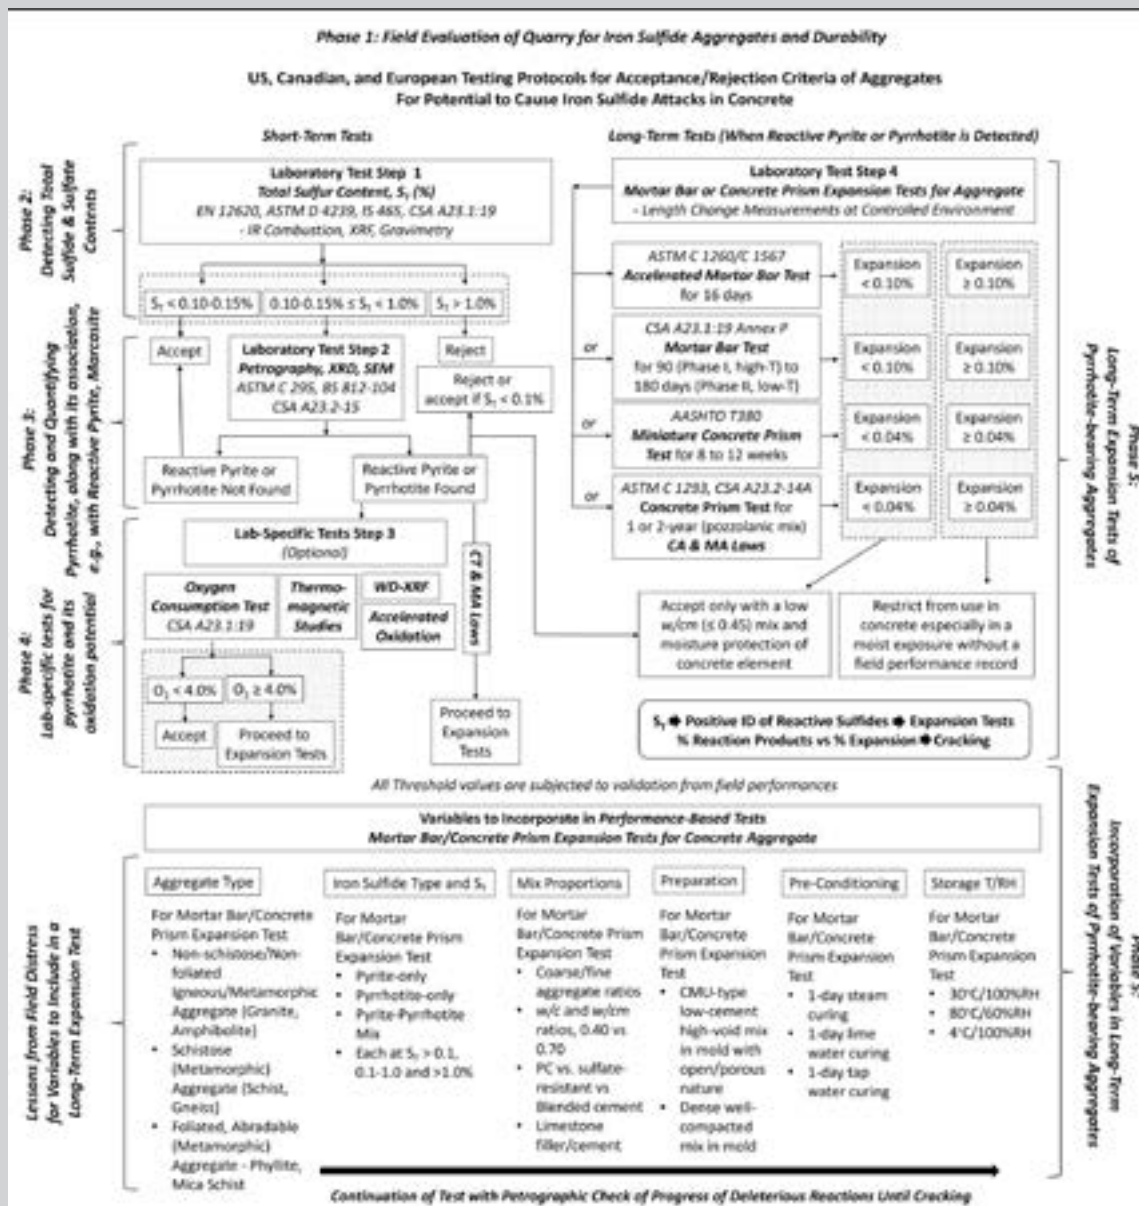 Phase 1: Field Evaluation of Quarry for Iron Sulfide Aggregates and Durability
US, Canadian, and European Testing Protocols for Acceptance/Rejection Criteria of Aggregates
For Potential to Cause Iron Sulfide Attacks in Concrete
Short-Term Tests
Phase 2:
Detecting Total
Sulfide & Sulfate
Contents
Laboratory Test Step 1
Total Sulfur Content, Sₜ (%)
EN 12620, ASTM D 4239, IS 465, CSA A23.1:19
- IR Combustion, XRF, Gravimetry
Sₜ < 0.10-0.15%
0.10-0.15% ≤ Sₜ < 1.0%
Sₜ > 1.0%
Phase 3:
Detecting and Quantifying
Pyrrhotite, along with its association,
e.g., with Reactive Pyrite, Marcasite
Accept
Laboratory Test Step 2
Petrography, XRD, SEM
ASTM C 295, BS 812-104
CSA A23.2-15
Reject
Reject or
accept if Sₜ < 0.1%
Reactive Pyrite or
Pyrrhotite Not Found
Reactive Pyrite or
Pyrrhotite Found
Phase 4:
Lab-specific tests for
pyrrhotite and its
oxidation potential
Lab-Specific Tests Step 3
(Optional)
Oxygen
Consumption Test
CSA A23.1:19
Thermo-
magnetic
Studies
WD-XRF
Accelerated
Oxidation
CT & MA Laws
O₂ < 4.0%
O₂ ≥ 4.0%
Accept
Proceed to
Expansion Tests
Proceed to
Expansion
Tests
Long-Term Tests (When Reactive Pyrite or Pyrrhotite is Detected)
Laboratory Test Step 4
Mortar Bar or Concrete Prism Expansion Tests for Aggregate
- Length Change Measurements at Controlled Environment
ASTM C 1260/C 1567
Accelerated Mortar Bar Test
for 16 days
Expansion
< 0.10%
Expansion
≥ 0.10%
or
CSA A23.1:19 Annex P
Mortar Bar Test
for 90 (Phase I, high-T) to
180 days (Phase II, low-T)
Expansion
< 0.10%
Expansion
≥ 0.10%
or
AASHTO T380
Miniature Concrete Prism
Test for 8 to 12 weeks
Expansion
< 0.04%
Expansion
≥ 0.04%
or
ASTM C 1293, CSA A23.2-14A
Concrete Prism Test for
1 or 2-year (pozzolanic mix)
CA & MA Laws
Expansion
< 0.04%
Expansion
≥ 0.04%
Accept only with a low
w/cm (≤ 0.45) mix and
moisture protection of
concrete element
Restrict from use in
concrete especially in a
moist exposure without a
field performance record
Sₜ ➔ Positive ID of Reactive Sulfides ➔ Expansion Tests
% Reaction Products vs % Expansion ➔ Cracking
Phase 5:
Long-Term Expansion Tests of
Pyrrhotite-bearing Aggregates
All Threshold values are subjected to validation from field performances
Variables to Incorporate in Performance-Based Tests
Mortar Bar/Concrete Prism Expansion Tests for Concrete Aggregate
Lessons from Field Distress
for Variables to Include in a
Long-Term Expansion Test
Aggregate Type
For Mortar Bar/Concrete
Prism Expansion Test
• Non-schistose/Non-
foliated
Igneous/Metamorphic
Aggregate (Granite,
Amphibolite)
• Schistose
(Metamorphic)
Aggregate (Schist,
Gneiss)
• Foliated, Abradable
(Metamorphic)
Aggregate - Phyllite,
Mica Schist
Iron Sulfide Type and Sₜ
For Mortar
Bar/Concrete Prism
Expansion Test
• Pyrite-only
• Pyrrhotite-only
• Pyrite-Pyrrhotite
Mix
• Each at Sₜ > 0.1,
0.1-1.0 and >1.0%
Mix Proportions
For Mortar
Bar/Concrete Prism
Expansion Test
• Coarse/fine
aggregate ratios
• w/c and w/cm
ratios, 0.40 vs
0.70
• PC vs. sulfate-
resistant vs
Blended cement
• Limestone
filler/cement
Preparation
For Mortar
Bar/Concrete
Prism Expansion
Test
• CMU-type
low-cement
high-void mix
in mold with
open/porous
nature
• Dense well-
compacted
mix in mold
Pre-Conditioning
For Mortar
Bar/Concrete
Prism Expansion
Test
• 1-day steam
curing
• 1-day lime
water curing
• 1-day tap
water curing
Storage T/RH
For Mortar
Bar/Concrete
Prism Expansion
Test
• 30°C/100%RH
• 80°C/60%RH
• 4°C/100%RH
Phase 5:
Incorporation of Variables in Long-Term
Expansion Tests of Pyrrhotite-bearing Aggregates
Continuation of Test with Petrographic Check of Progress of Deleterious Reactions Until Cracking